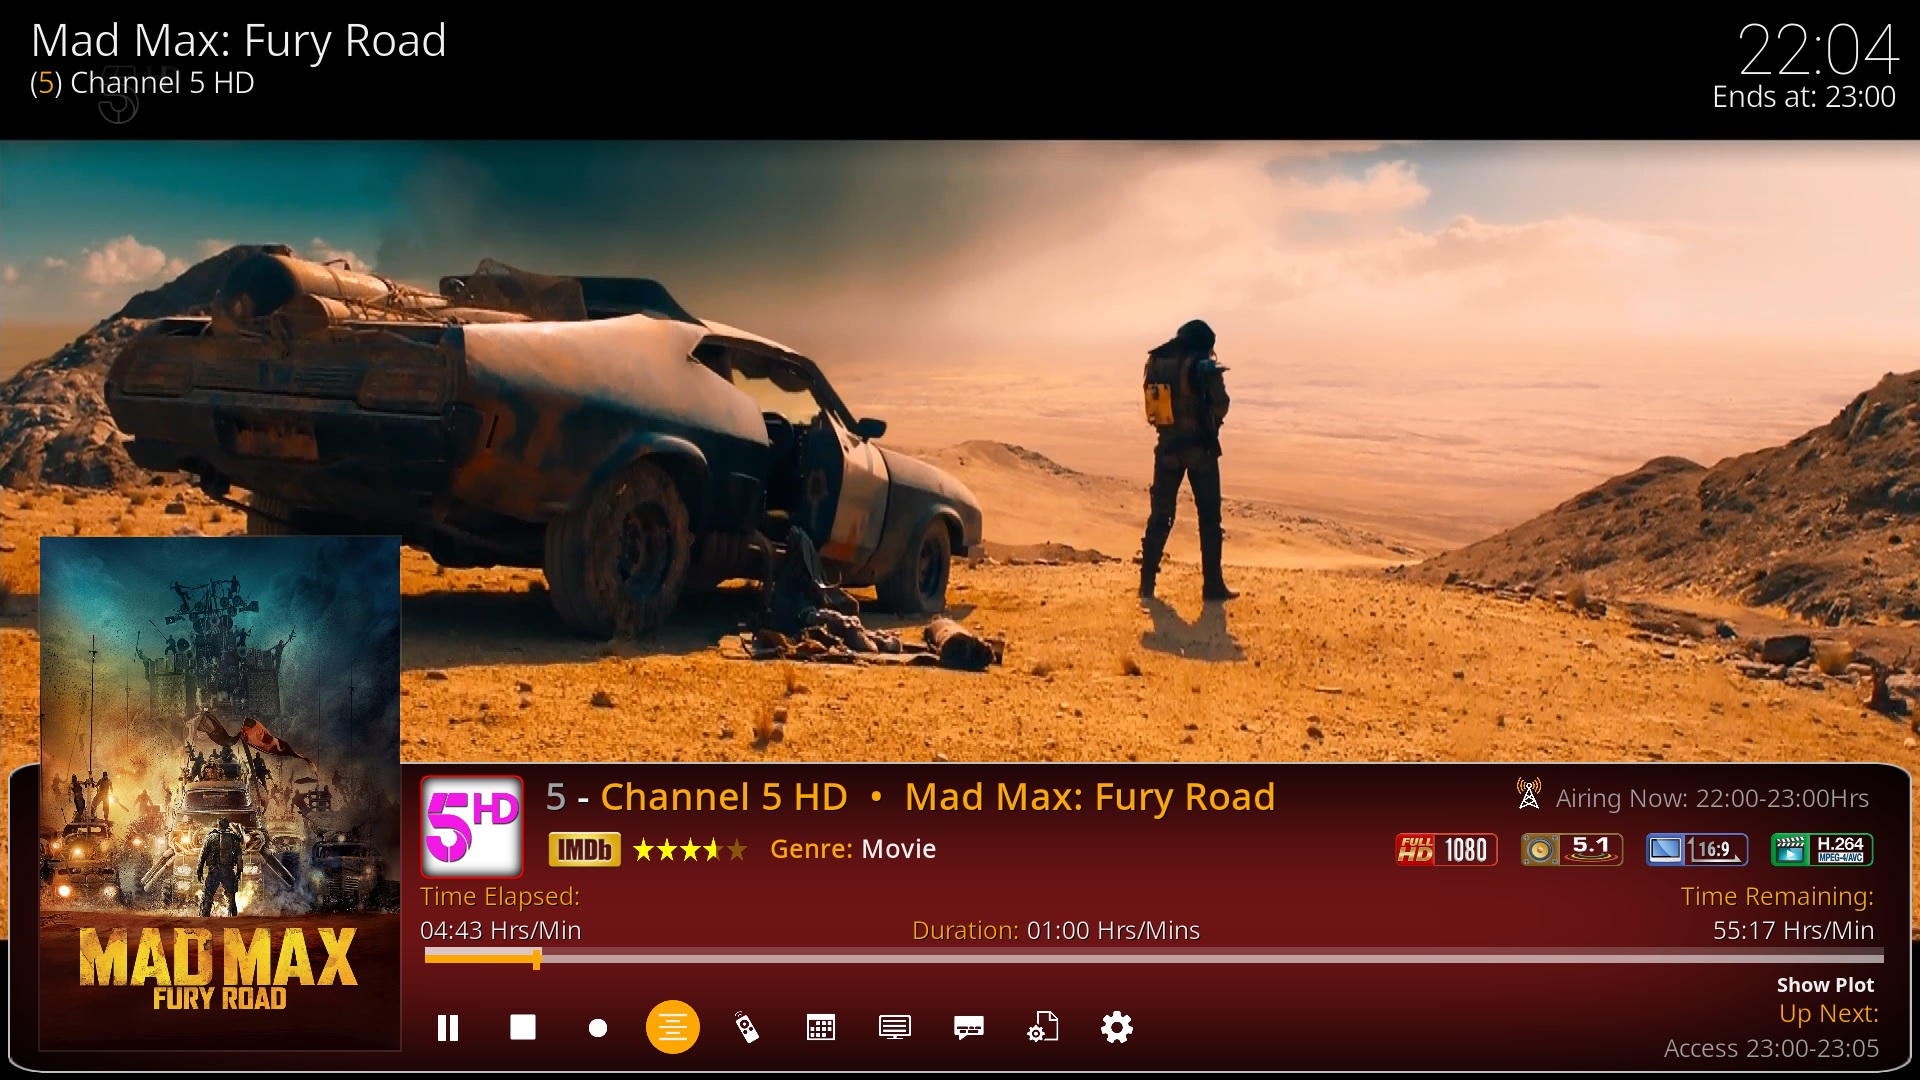 Mad Max: Fury Road
(5) Channel 5 HD
22:04
Ends at: 23:00
5 HD
5 - Channel 5 HD • Mad Max: Fury Road
Airing Now: 22:00-23:00Hrs
IMDb
Genre: Movie
FULL HD 1080
5.1
16:9
H.264
MPEG-4/AVC
Time Elapsed:
04:43 Hrs/Min
Duration: 01:00 Hrs/Mins
Time Remaining:
55:17 Hrs/Min
MAD MAX
FURY ROAD
Show Plot
Up Next:
Access 23:00-23:05